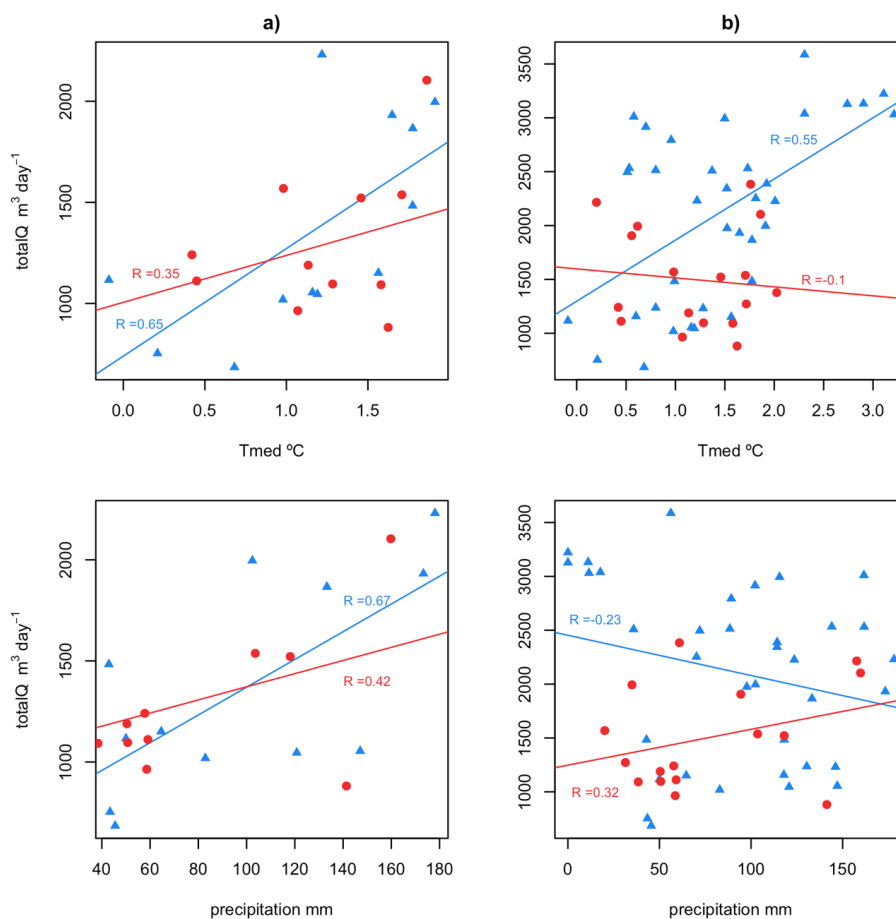 a)
b)
totalQ m³ day⁻¹
1000 1500 2000
R =0.35
R =0.65
0.0 0.5 1.0 1.5
Tmed ºC
1000 1500 2000 2500 3000 3500
R =0.55
R =-0.1
0.0 0.5 1.0 1.5 2.0 2.5 3.0
Tmed ºC
totalQ m³ day⁻¹
1000 1500 2000
R =0.67
R =0.42
40 60 80 100 120 140 160 180
precipitation mm
1000 1500 2000 2500 3000 3500
R =-0.23
R =0.32
0 50 100 150
precipitation mm